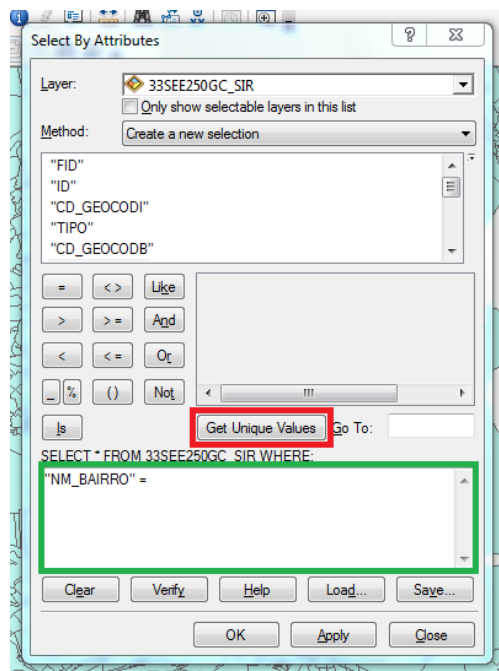 Select By Attributes
Layer: 33SEE250GC_SIR
Only show selectable layers in this list
Method: Create a new selection
"FID"
"ID"
"CD_GEOCODI"
"TIPO"
"CD_GEOCODB"
= <> Like
> >= And
< <= Or
_ % () Not
Is Get Unique Values Go To:
SELECT * FROM 33SEE250GC_SIR WHERE:
"NM_BAIRRO" =
Clear Verify Help Load... Save...
OK Apply Close